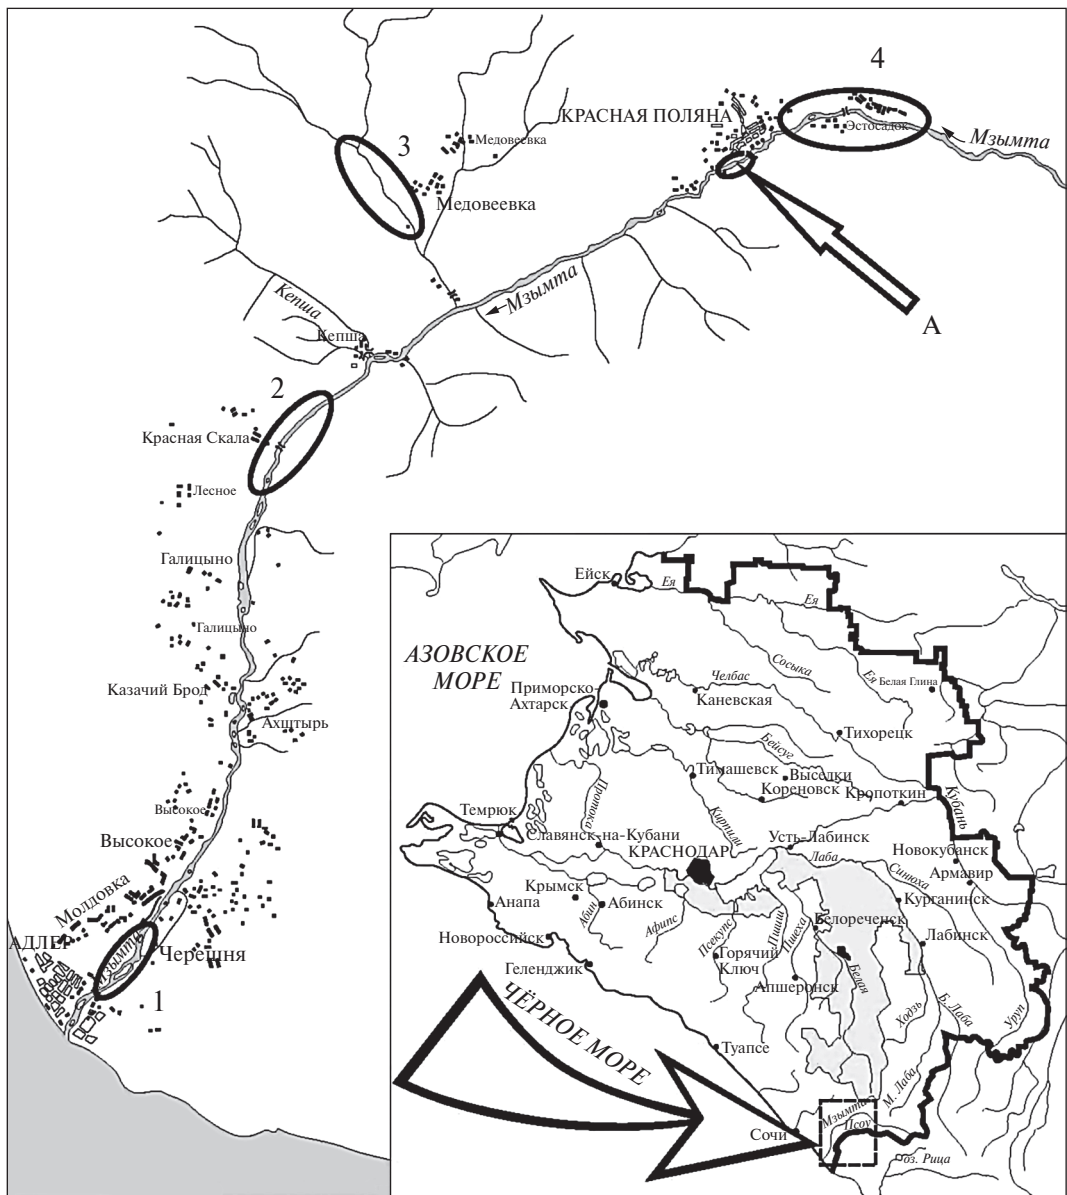 4
КРАСНАЯ ПОЛЯНА
Эстосадок
Мзымта
3
Медовеевка
Медовеевка
Мзымта
А
Кепша
Кепша
2
Красная Скала
Лесное
Галицыно
Галицыно
Казачий Брод
Ахштырь
Высокое
Высокое
Молдовка
АДЛЕР
Мзымта
Черешня
1
Ейск
Ея
Ея
АЗОВСКОЕ
МОРЕ
Сосыка
Челбас
Ея
Белая Глина
Приморско-
Ахтарск
Каневская
Тихорецк
Бейсуг
Тимашевск
Выселки
Кореновск
Кропоткин
Протока
Кирпили
Кубань
Темрюк
Славянск-на-Кубани
КРАСНОДАР
Усть-Лабинск
Лаба
Новокубанск
Армавир
Синюха
Курганинск
Крымск
Абинск
Анапа
Абин
Афипс
Псекупс
Пшиш
Пшеха
Белореченск
Лабинск
Новороссийск
Горячий
Ключ
Геленджик
Апшеронск
Белая
Ходзь
Б. Лаба
Уруп
ЧЁРНОЕ МОРЕ
Туапсе
М. Лаба
Мзымта
Псоу
Сочи
оз. Рица